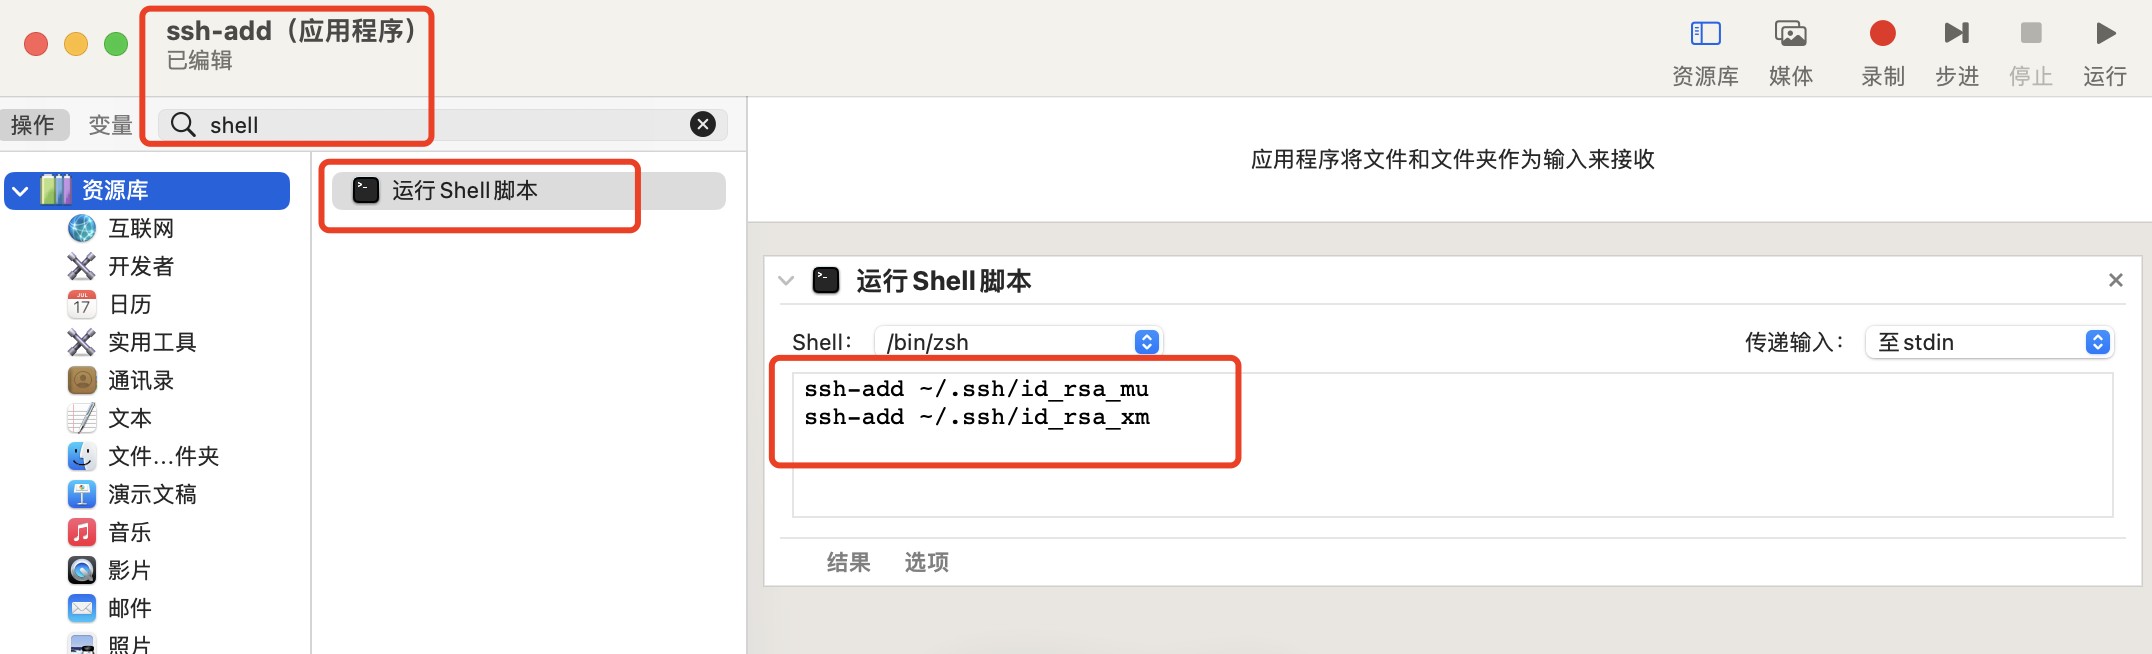 ssh-add（应用程序）
已编辑
资源库
媒体
录制
步进
停止
运行
操作
变量
shell
应用程序将文件和文件夹作为输入来接收
资源库
互联网
开发者
JUL
17
日历
实用工具
通讯录
文本
文件...件夹
演示文稿
音乐
影片
邮件
照片
运行 Shell 脚本
运行 Shell 脚本
Shell：
/bin/zsh
传递输入：
至 stdin
ssh-add ~/.ssh/id_rsa_mu
ssh-add ~/.ssh/id_rsa_xm
结果
选项